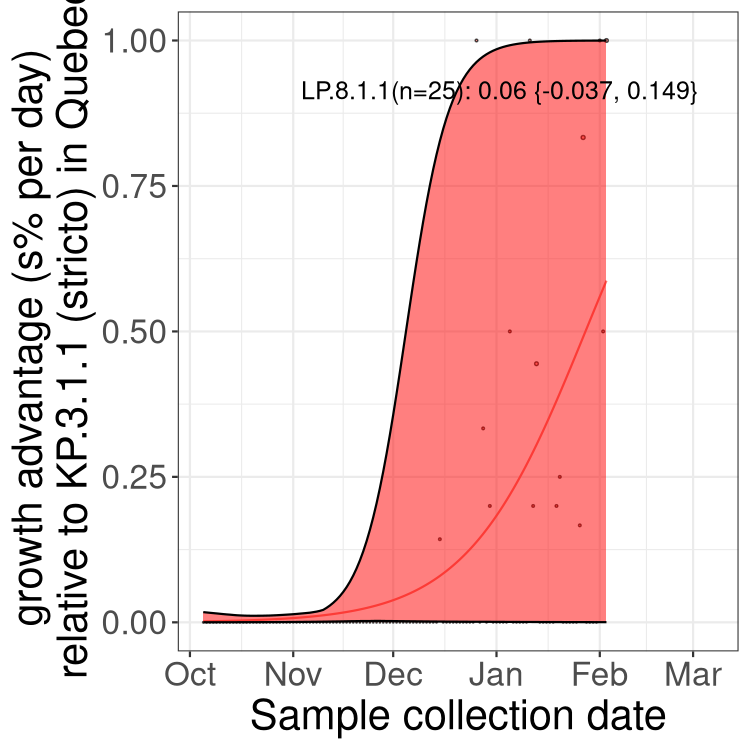 growth advantage (s% per day)
relative to KP.3.1.1 (stricto) in Quebec
1.00
0.75
0.50
0.25
0.00
LP.8.1.1(n=25): 0.06 {-0.037, 0.149}
Oct Nov Dec Jan Feb Mar
Sample collection date